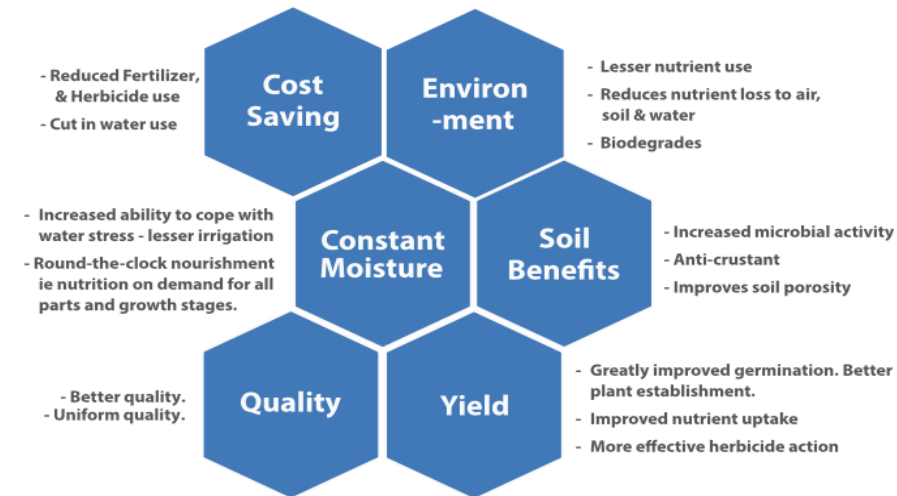 - Reduced Fertilizer,
& Herbicide use
- Cut in water use
Cost
Saving
Environ
-ment
- Lesser nutrient use
- Reduces nutrient loss to air,
soil & water
- Biodegrades
- Increased ability to cope with
water stress - lesser irrigation
- Round-the-clock nourishment
ie nutrition on demand for all
parts and growth stages.
Constant
Moisture
Soil
Benefits
- Increased microbial activity
- Anti-crustant
- Improves soil porosity
- Better quality.
- Uniform quality.
Quality
Yield
- Greatly improved germination. Better
plant establishment.
- Improved nutrient uptake
- More effective herbicide action